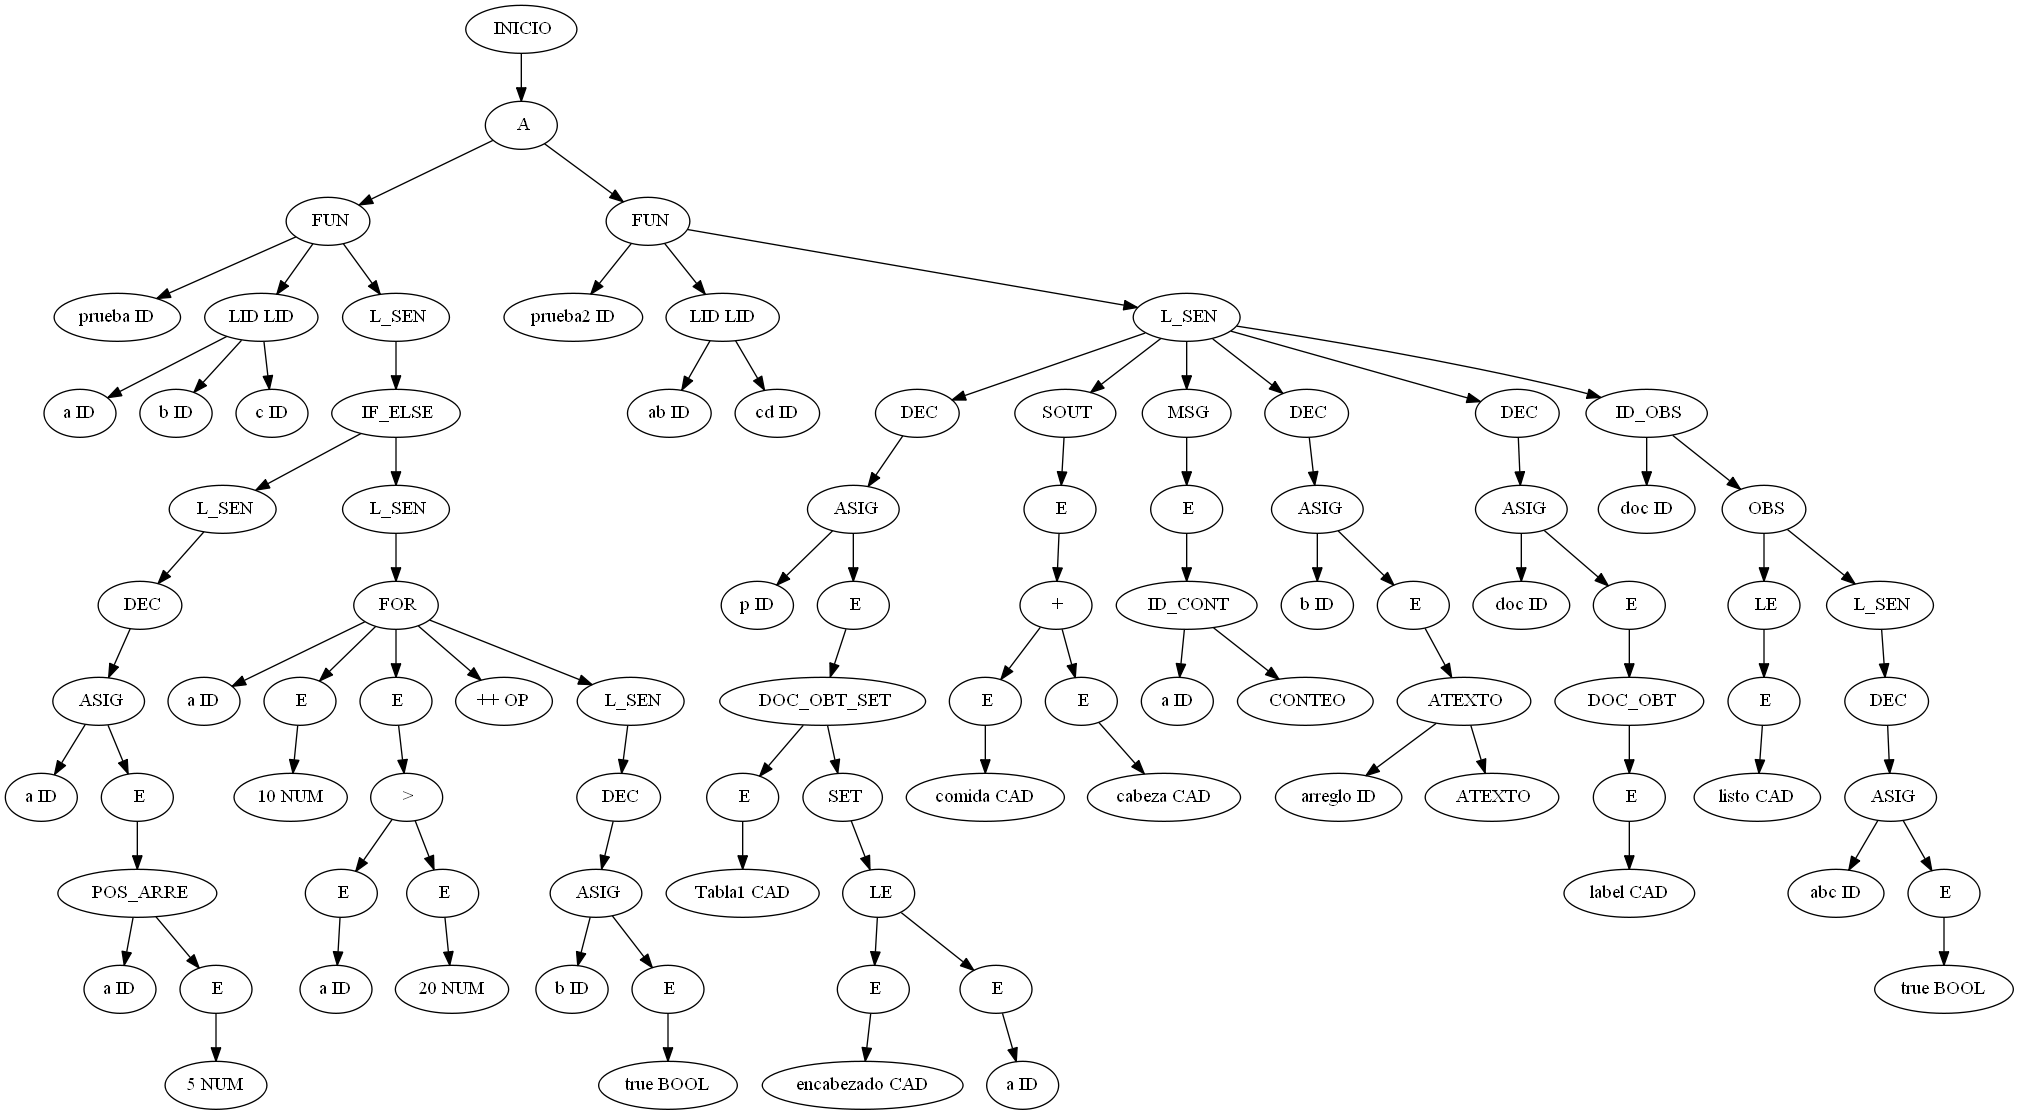 INICIO
A
FUN
FUN
prueba ID
LID LID
L_SEN
prueba2 ID
LID LID
L_SEN
a ID
b ID
c ID
IF_ELSE
ab ID
cd ID
DEC
SOUT
MSG
DEC
DEC
ID_OBS
L_SEN
L_SEN
ASIG
E
E
ASIG
ASIG
doc ID
OBS
DEC
FOR
p ID
E
+
ID_CONT
b ID
E
doc ID
E
LE
L_SEN
ASIG
a ID
E
E
++ OP
L_SEN
DOC_OBT_SET
E
E
a ID
CONTEO
ATEXTO
DOC_OBT
E
DEC
a ID
E
10 NUM
>
DEC
E
SET
comida CAD
cabeza CAD
arreglo ID
ATEXTO
E
listo CAD
ASIG
POS_ARRE
E
E
ASIG
Tabla1 CAD
LE
label CAD
abc ID
E
a ID
E
a ID
20 NUM
b ID
E
E
E
true BOOL
5 NUM
true BOOL
encabezado CAD
a ID